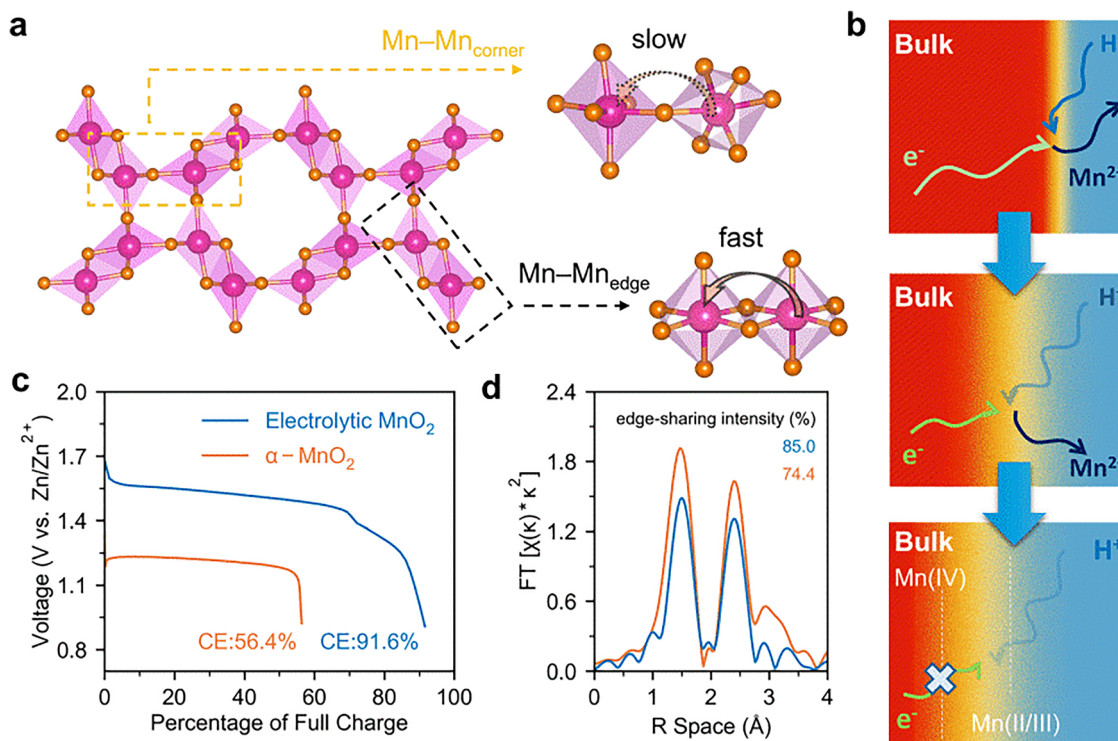 a
Mn–Mn_corner
slow
Mn–Mn_edge
fast
b
Bulk
H⁺
e⁻
Mn²⁺
H⁺
e⁻
Mn²⁺
Bulk
Mn(IV)
H⁺
e⁻
Mn(II/III)
c
Voltage (V vs. Zn/Zn²⁺)
2.0
1.7
1.4
1.1
0.8
Electrolytic MnO₂
α–MnO₂
CE:56.4%
CE:91.6%
0
20
40
60
80
100
Percentage of Full Charge
d
FT [χ(κ)*κ²]
2.4
1.8
1.2
0.6
0.0
edge-sharing intensity (%)
85.0
74.4
0
1
2
3
4
R Space (Å)